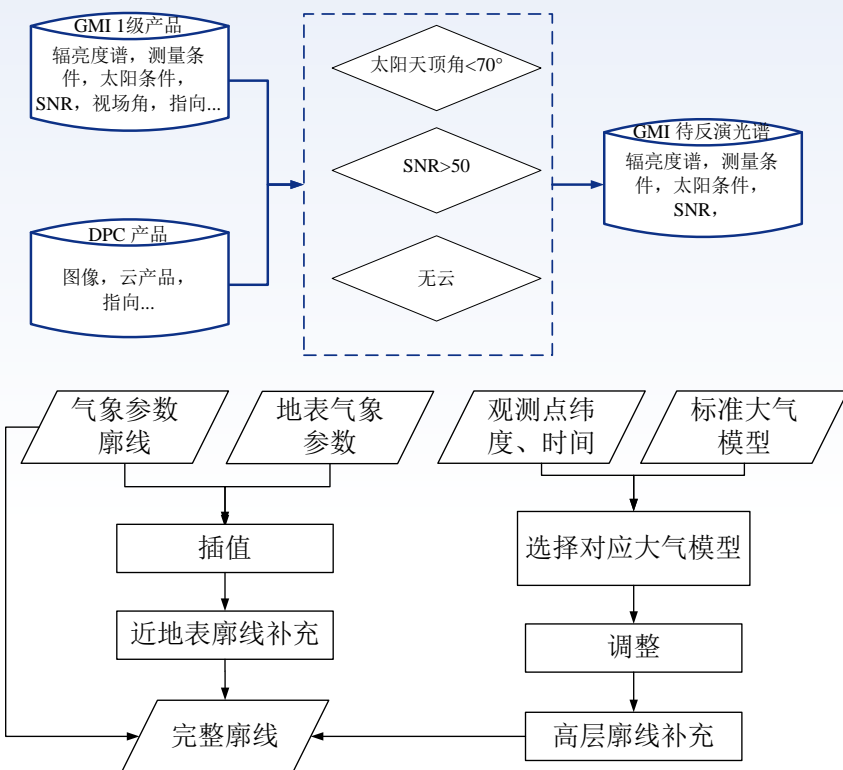 GMI 1级产品
辐亮度谱，测量条
件，太阳条件，
SNR，视场角，指向...
DPC 产品
图像，云产品，
指向...
太阳天顶角<70°
SNR>50
无云
GMI 待反演光谱
辐亮度谱，测量条
件，太阳条件，
SNR，
气象参数
廓线
地表气象
参数
观测点纬
度、时间
标准大气
模型
插值
选择对应大气模型
近地表廓线补充
调整
完整廓线
高层廓线补充